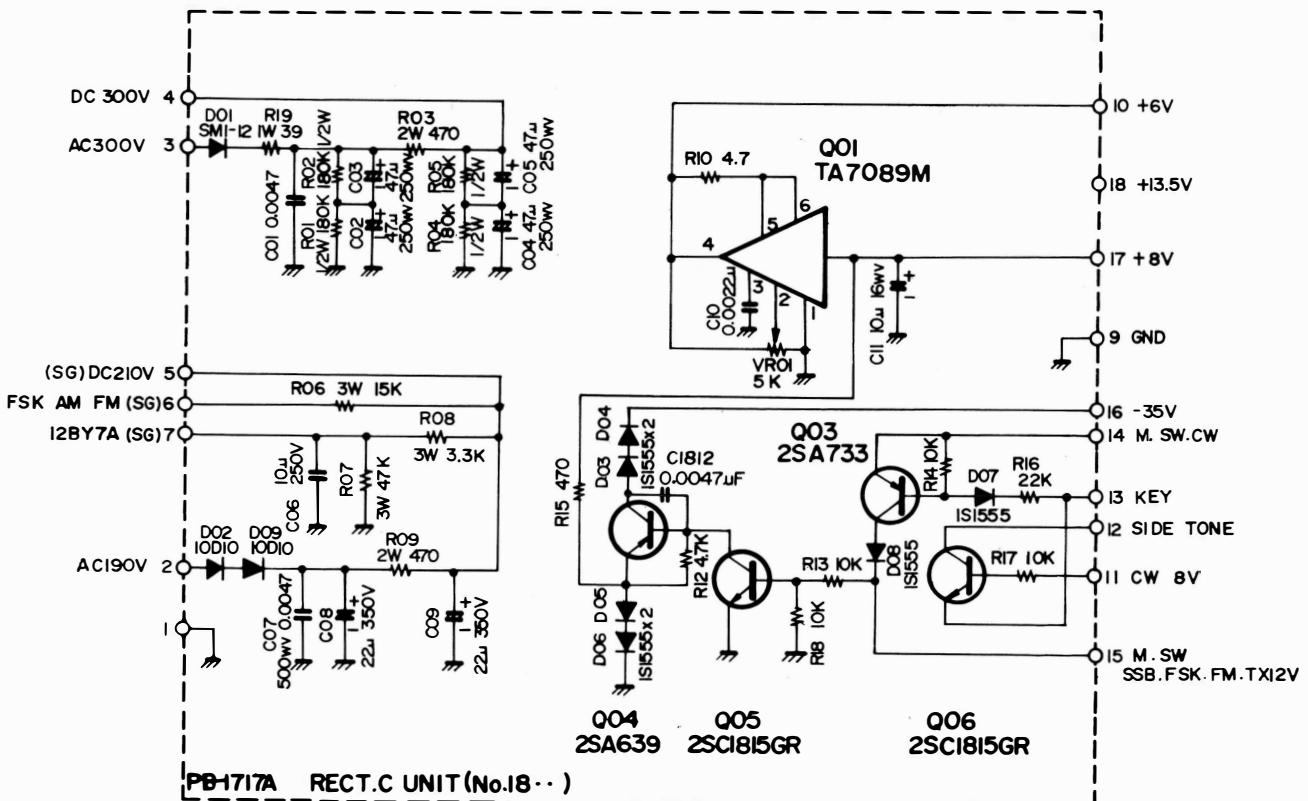 DC 300V 4
AC300V 3
D01
SM1-12
R19
1W 39
R03
2W 470
C01 0.0047
R01
1/2W 180K
R02
180K 1/2W
C03
47μ
250WV
C02
47μ
250WV
R05
180K
1/2W
R04
180K
1/2W
C05 47μ
250WV
C04 47μ
250WV
10 +6V
18 +13.5V
17 +8V
9 GND
16 -35V
14 M. SW.CW
13 KEY
12 SIDE TONE
11 CW 8V
15 M. SW
SSB.FSK.FM.TX12V
Q01
TA7089M
R10 4.7
6
5
4
3
2
1
C10
0.0022μ
VR01
5K
C11 10μ 16WV
+
(SG)DC210V 5
FSK AM FM (SG)6
12BY7A (SG)7
R06 3W 15K
R08
3W 3.3K
10μ
250V
C06
R07
3W 47K
D02
10D10
D09
10D10
R09
2W 470
AC190V 2
1
C07
500WV 0.0047
C08
22μ 350V
C09
22μ 350V
R15 470
D03 D04
1S1555x2
C1812
0.0047μF
R12 4.7K
D06 D05
1S1555x2
Q03
2SA733
R14 10K
D07
1S1555
R16
22K
D08
1S1555
R13 10K
R18 10K
R17 10K
Q04
2SA639
Q05
2SC1815GR
Q06
2SC1815GR
PB-1717A RECT.C UNIT(No.18··)